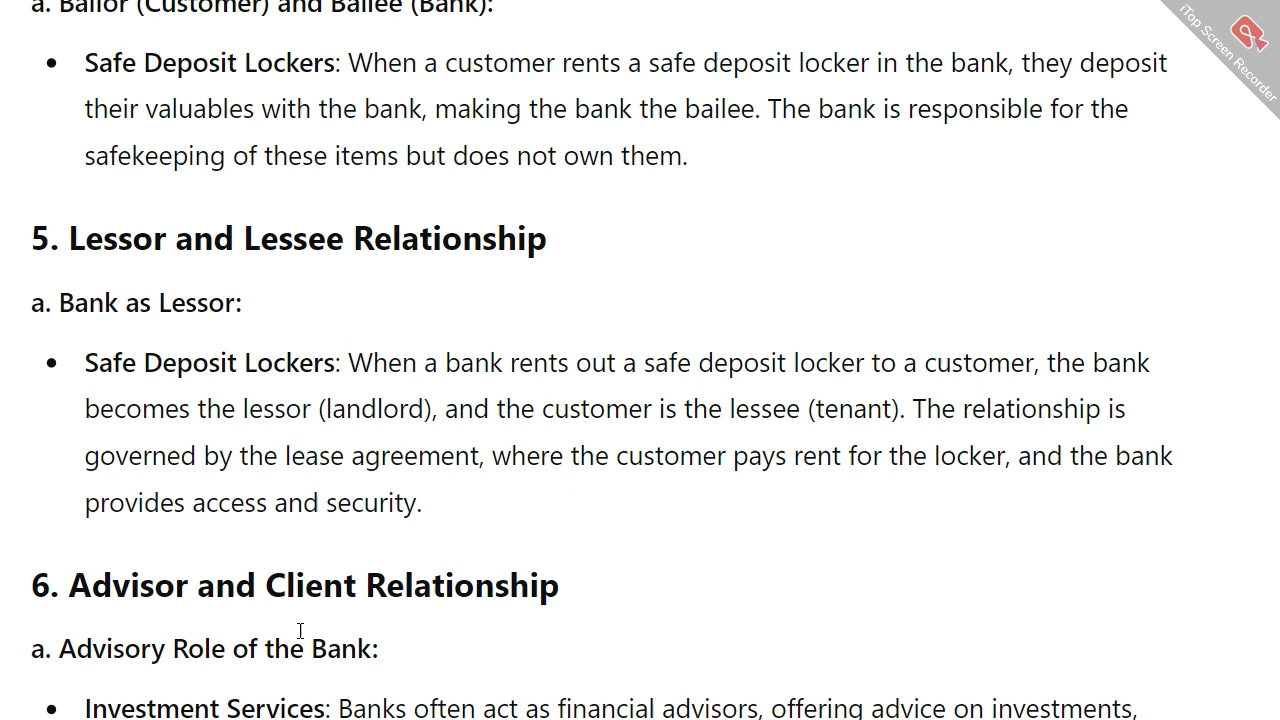 a. Bailor (Customer) and Bailee (Bank):
iTop Screen Recorder
• Safe Deposit Lockers: When a customer rents a safe deposit locker in the bank, they deposit
their valuables with the bank, making the bank the bailee. The bank is responsible for the
safekeeping of these items but does not own them.
5. Lessor and Lessee Relationship
a. Bank as Lessor:
• Safe Deposit Lockers: When a bank rents out a safe deposit locker to a customer, the bank
becomes the lessor (landlord), and the customer is the lessee (tenant). The relationship is
governed by the lease agreement, where the customer pays rent for the locker, and the bank
provides access and security.
6. Advisor and Client Relationship
a. Advisory Role of the Bank:
• Investment Services: Banks often act as financial advisors, offering advice on investments,